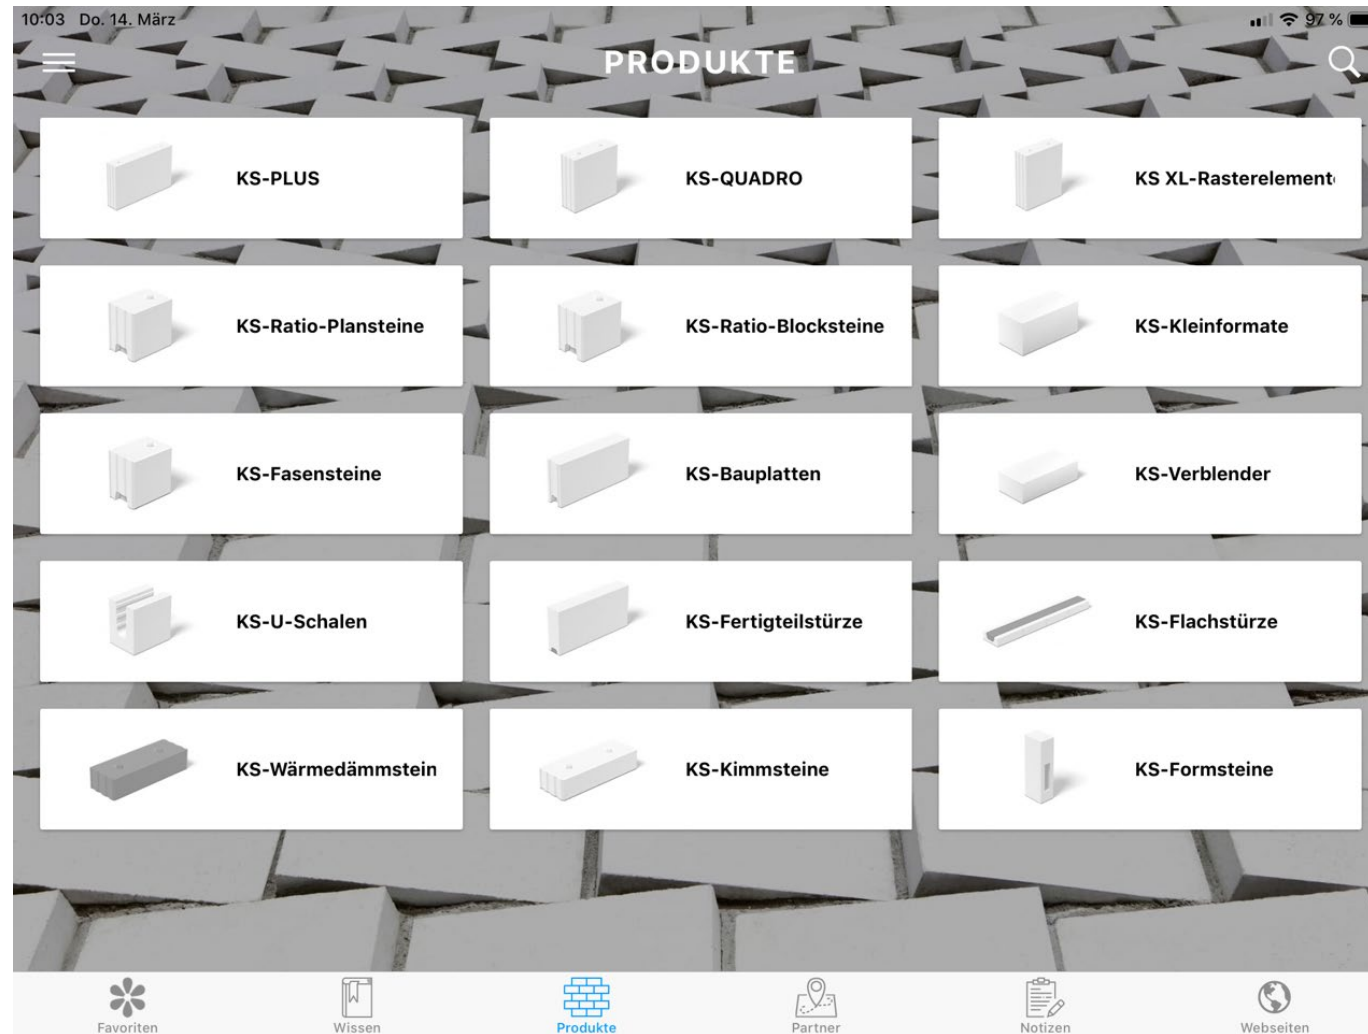 10:03 Do. 14. März 97 %
PRODUKTE
KS-PLUS
KS-QUADRO
KS XL-Rasterelement
KS-Ratio-Plansteine
KS-Ratio-Blocksteine
KS-Kleinformate
KS-Fasensteine
KS-Bauplatten
KS-Verblender
KS-U-Schalen
KS-Fertigteilstürze
KS-Flachstürze
KS-Wärmedämmstein
KS-Kimmsteine
KS-Formsteine
Favoriten
Wissen
Produkte
Partner
Notizen
Webseiten